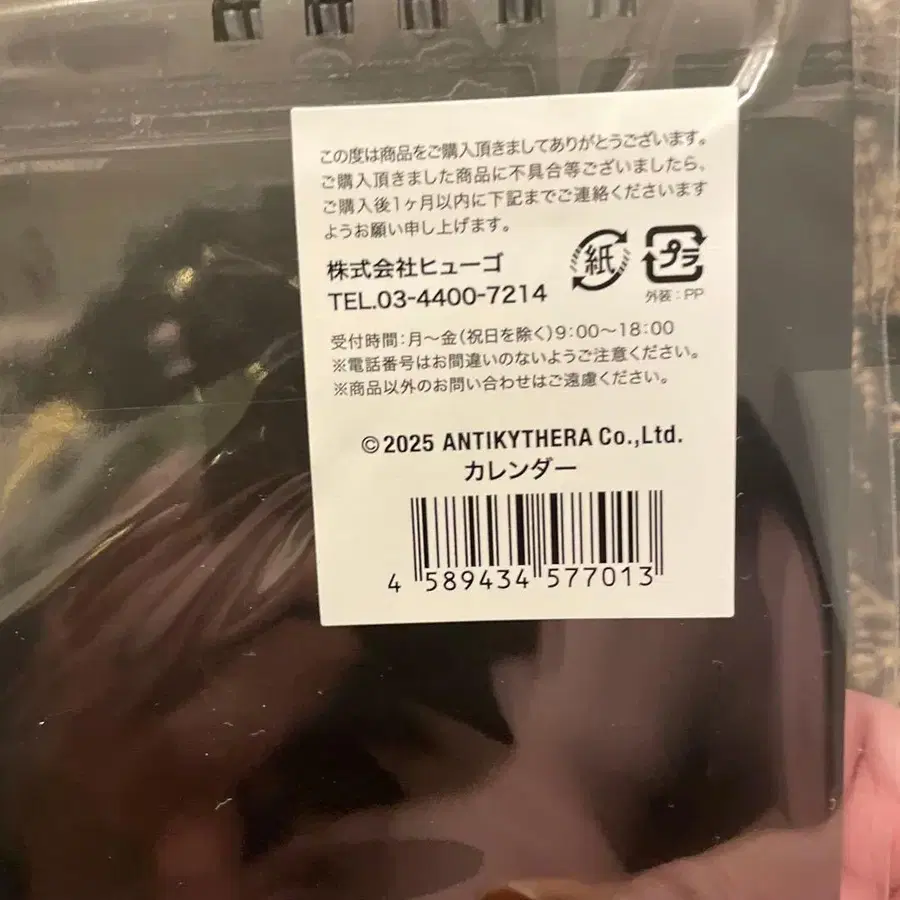 この度は商品をご購入頂きましてありがとうございます。
ご購入頂きました商品に不具合等ございましたら、
ご購入後1ヶ月以内に下記までご連絡くださいます
ようお願い申し上げます。
株式会社ヒューゴ
TEL.03-4400-7214
紙
プラ
外装：PP
受付時間：月～金（祝日を除く）9：00～18：00
※電話番号はお間違いのないようご注意ください。
※商品以外のお問い合わせはご遠慮ください。
©2025 ANTIKYTHERA Co.,Ltd.
カレンダー
4 589434 577013